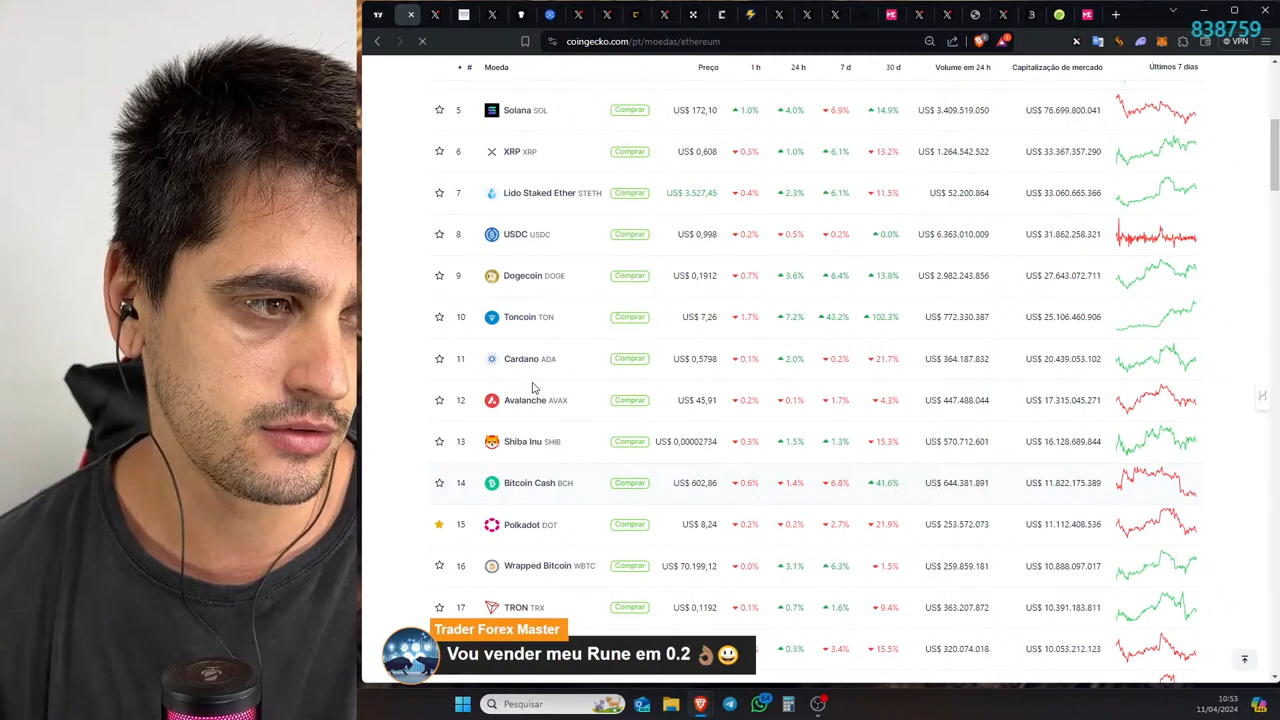 838759
coingecko.com/pt/moedas/ethereum
VPN
# Moeda Preço 1 h 24 h 7 d 30 d Volume em 24 h Capitalização de mercado Últimos 7 dias
5 Solana SOL Comprar US$ 172,10 1.0% 4.0% 6.9% 14.9% US$ 3.409.519.050 US$ 76.699.800.041
6 XRP XRP Comprar US$ 0,608 0.3% 1.0% 6.1% 13.2% US$ 1.264.542.522 US$ 33.367.357.290
7 Lido Staked Ether STETH Comprar US$ 3.527,45 0.4% 2.3% 6.1% 11.5% US$ 52.200.864 US$ 33.060.665.366
8 USDC USDC Comprar US$ 0,998 0.2% 0.5% 0.2% 0.0% US$ 6.363.010.009 US$ 31.862.258.321
9 Dogecoin DOGE Comprar US$ 0,1912 0.7% 3.6% 6.4% 13.8% US$ 2.982.243.856 US$ 27.643.072.711
10 Toncoin TON Comprar US$ 7,26 1.7% 7.2% 43.2% 102.3% US$ 772.330.387 US$ 25.106.460.906
11 Cardano ADA Comprar US$ 0,5798 0.1% 2.0% 0.2% 21.7% US$ 364.187.832 US$ 20.439.053.102
12 Avalanche AVAX Comprar US$ 45,91 0.2% 0.1% 1.7% 4.3% US$ 447.488.044 US$ 17.315.045.271
13 Shiba Inu SHIB Comprar US$ 0,00002734 0.3% 1.5% 1.3% 15.3% US$ 570.712.601 US$ 16.128.689.844
14 Bitcoin Cash BCH Comprar US$ 602,86 0.6% 1.4% 6.8% 41.6% US$ 644.381.891 US$ 11.822.175.389
15 Polkadot DOT Comprar US$ 8,24 0.2% 0.2% 2.7% 21.9% US$ 253.572.073 US$ 11.112.408.536
16 Wrapped Bitcoin WBTC Comprar US$ 70.199,12 0.0% 3.1% 6.3% 1.5% US$ 259.859.181 US$ 10.888.097.017
17 TRON TRX Comprar US$ 0,1192 0.1% 0.7% 1.6% 9.4% US$ 363.207.872 US$ 10.391.183.811
0.3% 3.4% 15.5% US$ 320.074.018 US$ 10.053.212.123
Trader Forex Master
Vou vender meu Rune em 0.2 👌🏾😃
Pesquisar
64
10:53
11/04/2024